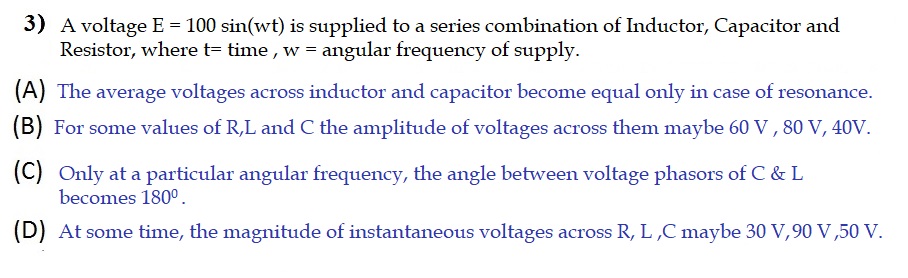 3) A voltage E = 100 sin(wt) is supplied to a series combination of Inductor, Capacitor and
Resistor, where t= time , w = angular frequency of supply.
(A) The average voltages across inductor and capacitor become equal only in case of resonance.
(B) For some values of R,L and C the amplitude of voltages across them maybe 60 V , 80 V, 40V.
(C) Only at a particular angular frequency, the angle between voltage phasors of C & L
becomes 180⁰ .
(D) At some time, the magnitude of instantaneous voltages across R, L ,C maybe 30 V,90 V ,50 V.